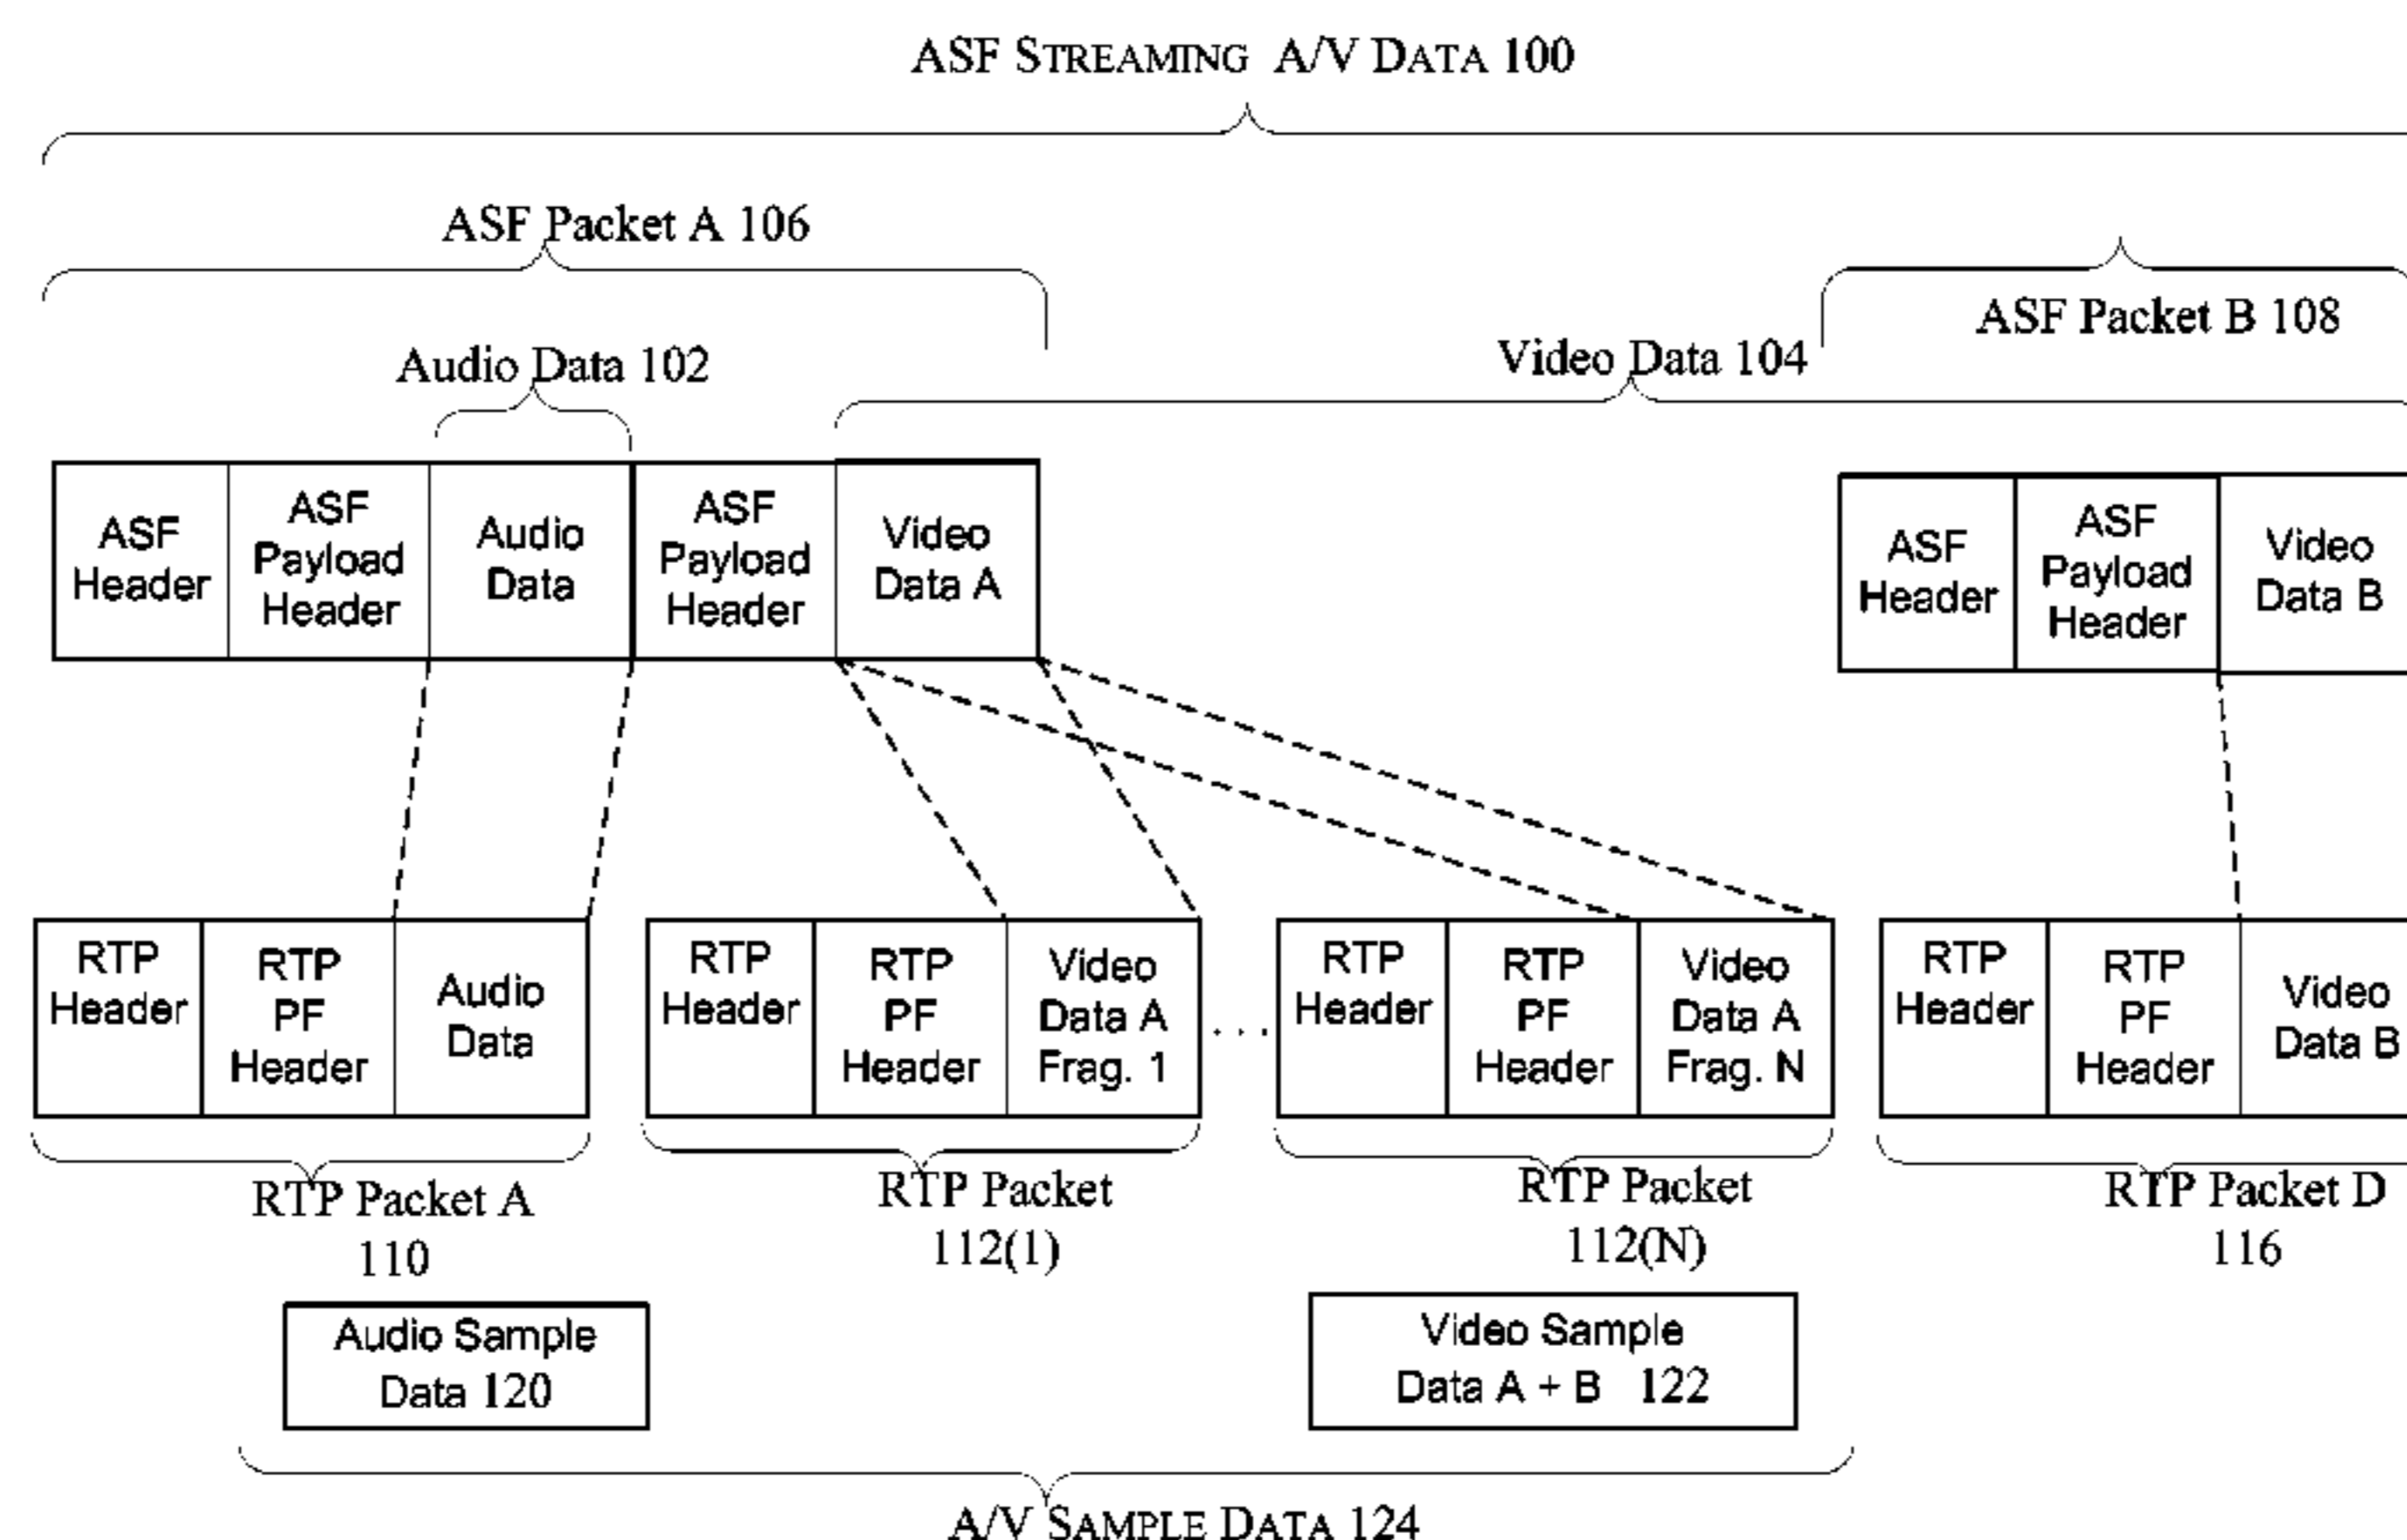 ASF STREAMING A/V DATA 100
ASF Packet A 106
ASF Packet B 108
Audio Data 102
Video Data 104
ASF
Header
ASF
Payload
Header
Audio
Data
ASF
Payload
Header
Video
Data A
ASF
Header
ASF
Payload
Header
Video
Data B
RTP
Header
RTP
PF
Header
Audio
Data
RTP
Header
RTP
PF
Header
Video
Data A
Frag. 1
. . .
RTP
Header
RTP
PF
Header
Video
Data A
Frag. N
RTP
Header
RTP
PF
Header
Video
Data B
RTP Packet A
110
RTP Packet
112(1)
RTP Packet
112(N)
RTP Packet D
116
Audio Sample
Data 120
Video Sample
Data A + B 122
A/V SAMPLE DATA 124